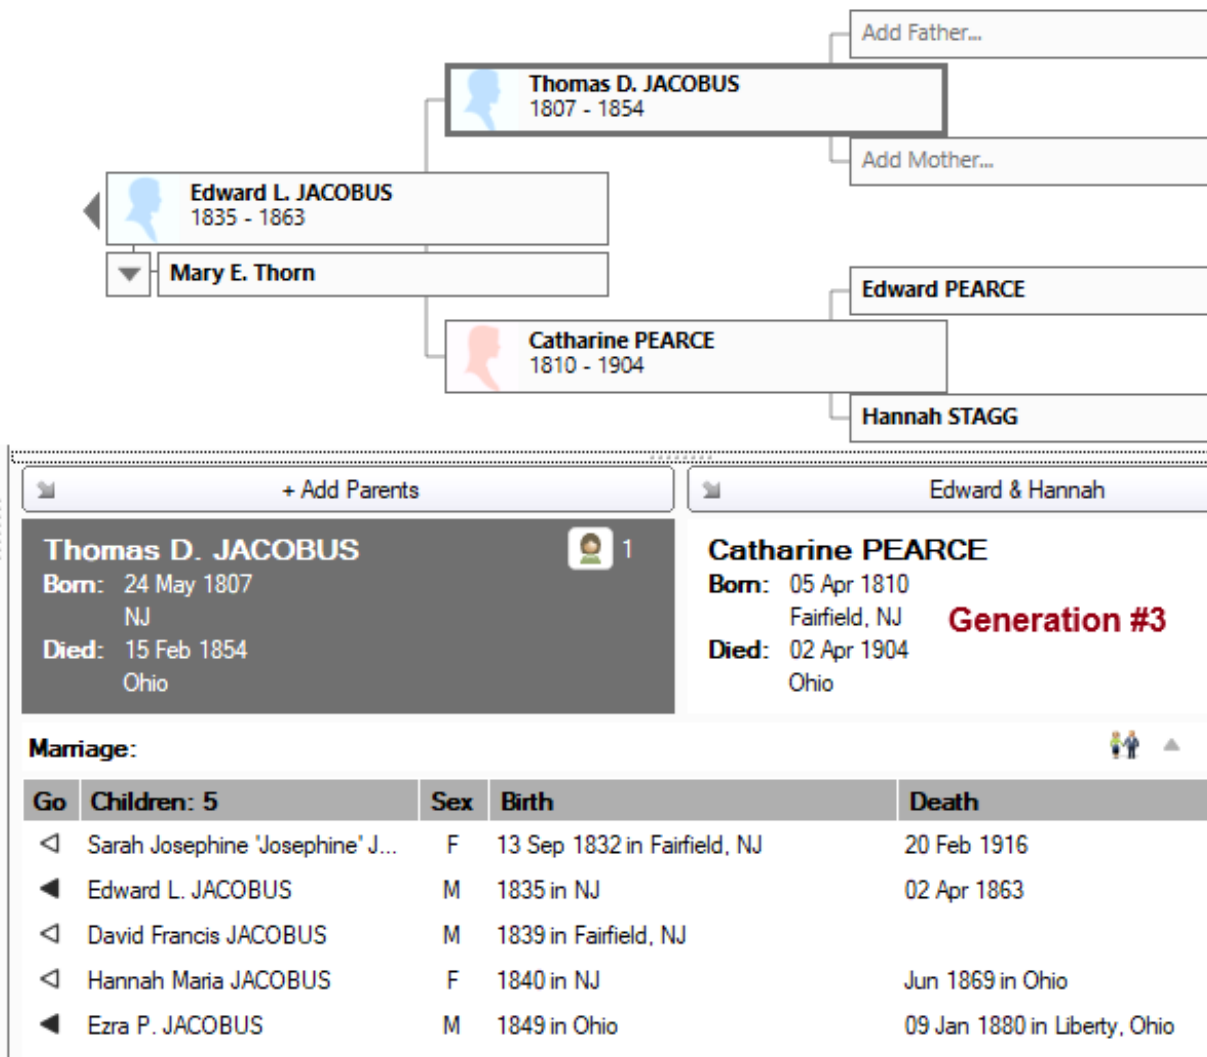 Add Father...
Thomas D. JACOBUS
1807 - 1854
Add Mother...
Edward L. JACOBUS
1835 - 1863
Mary E. Thorn
Edward PEARCE
Catharine PEARCE
1810 - 1904
Hannah STAGG
+ Add Parents
Edward & Hannah
Thomas D. JACOBUS 1
Born: 24 May 1807
NJ
Died: 15 Feb 1854
Ohio
Catharine PEARCE
Born: 05 Apr 1810
Fairfield, NJ
Died: 02 Apr 1904
Ohio
Generation #3
Marriage:
Go Children: 5 Sex Birth Death
Sarah Josephine 'Josephine' J... F 13 Sep 1832 in Fairfield, NJ 20 Feb 1916
Edward L. JACOBUS M 1835 in NJ 02 Apr 1863
David Francis JACOBUS M 1839 in Fairfield, NJ
Hannah Maria JACOBUS F 1840 in NJ Jun 1869 in Ohio
Ezra P. JACOBUS M 1849 in Ohio 09 Jan 1880 in Liberty, Ohio